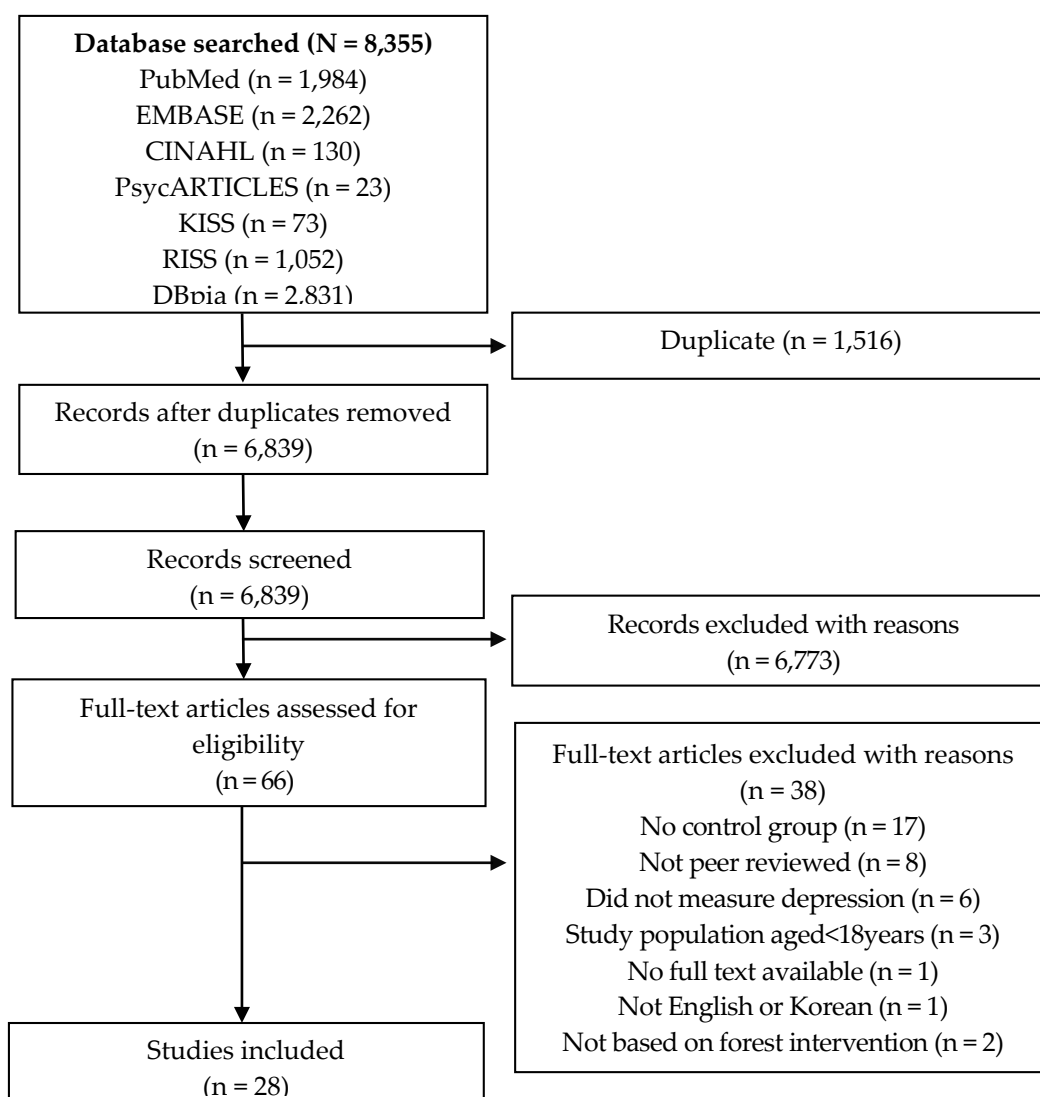 Database searched (N = 8,355)
PubMed (n = 1,984)
EMBASE (n = 2,262)
CINAHL (n = 130)
PsycARTICLES (n = 23)
KISS (n = 73)
RISS (n = 1,052)
DBpia (n = 2,831)
Duplicate (n = 1,516)
Records after duplicates removed
(n = 6,839)
Records screened
(n = 6,839)
Records excluded with reasons
(n = 6,773)
Full-text articles assessed for
eligibility
(n = 66)
Full-text articles excluded with reasons
(n = 38)
No control group (n = 17)
Not peer reviewed (n = 8)
Did not measure depression (n = 6)
Study population aged<18years (n = 3)
No full text available (n = 1)
Not English or Korean (n = 1)
Not based on forest intervention (n = 2)
Studies included
(n = 28)